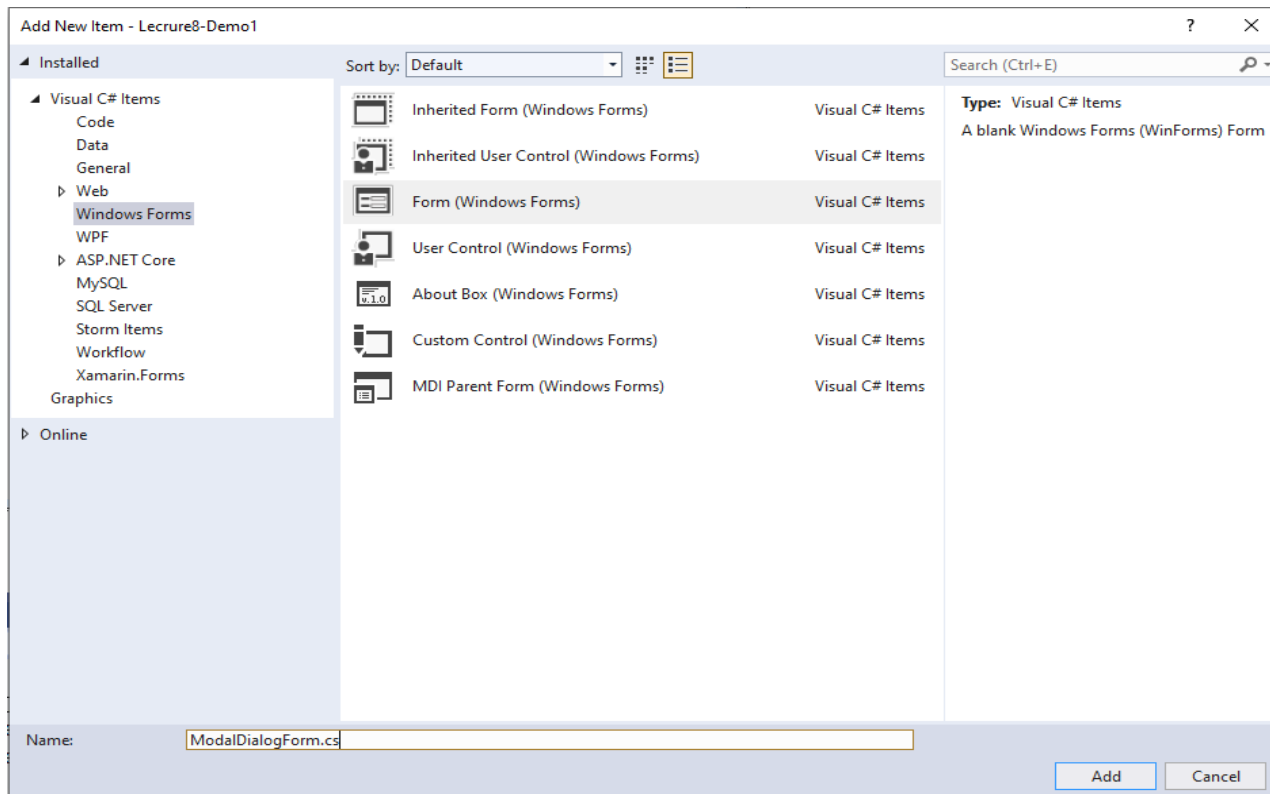 Add New Item - Lecrure8-Demo1
?
Installed
Sort by: Default
Search (Ctrl+E)
Visual C# Items
Code
Data
General
Web
Windows Forms
WPF
ASP.NET Core
MySQL
SQL Server
Storm Items
Workflow
Xamarin.Forms
Graphics
Online
Inherited Form (Windows Forms) Visual C# Items
Inherited User Control (Windows Forms) Visual C# Items
Form (Windows Forms) Visual C# Items
User Control (Windows Forms) Visual C# Items
v.1.0
About Box (Windows Forms) Visual C# Items
Custom Control (Windows Forms) Visual C# Items
MDI Parent Form (Windows Forms) Visual C# Items
Type: Visual C# Items
A blank Windows Forms (WinForms) Form
Name: ModalDialogForm.cs
Add Cancel